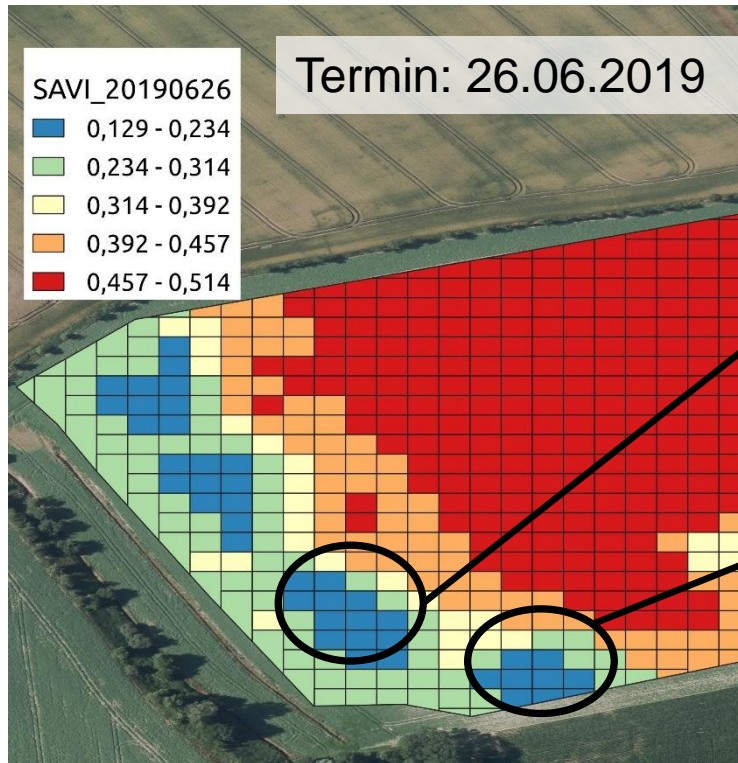 Termin: 26.06.2019
SAVI_20190626
0,129 - 0,234
0,234 - 0,314
0,314 - 0,392
0,392 - 0,457
0,457 - 0,514